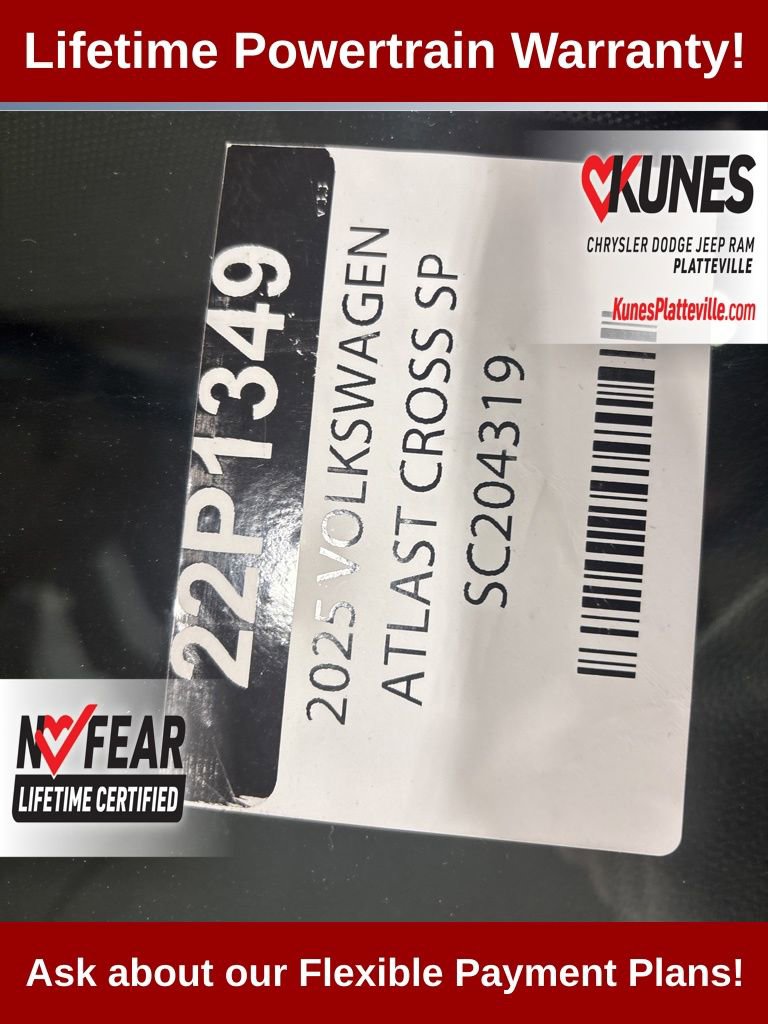 Lifetime Powertrain Warranty!
KUNES
CHRYSLER DODGE JEEP RAM
PLATTEVILLE
KunesPlatteville.com
22P1349
2025 VOLKSWAGEN
ATLAST CROSS SP
SC204319
NO FEAR
LIFETIME CERTIFIED
Ask about our Flexible Payment Plans!